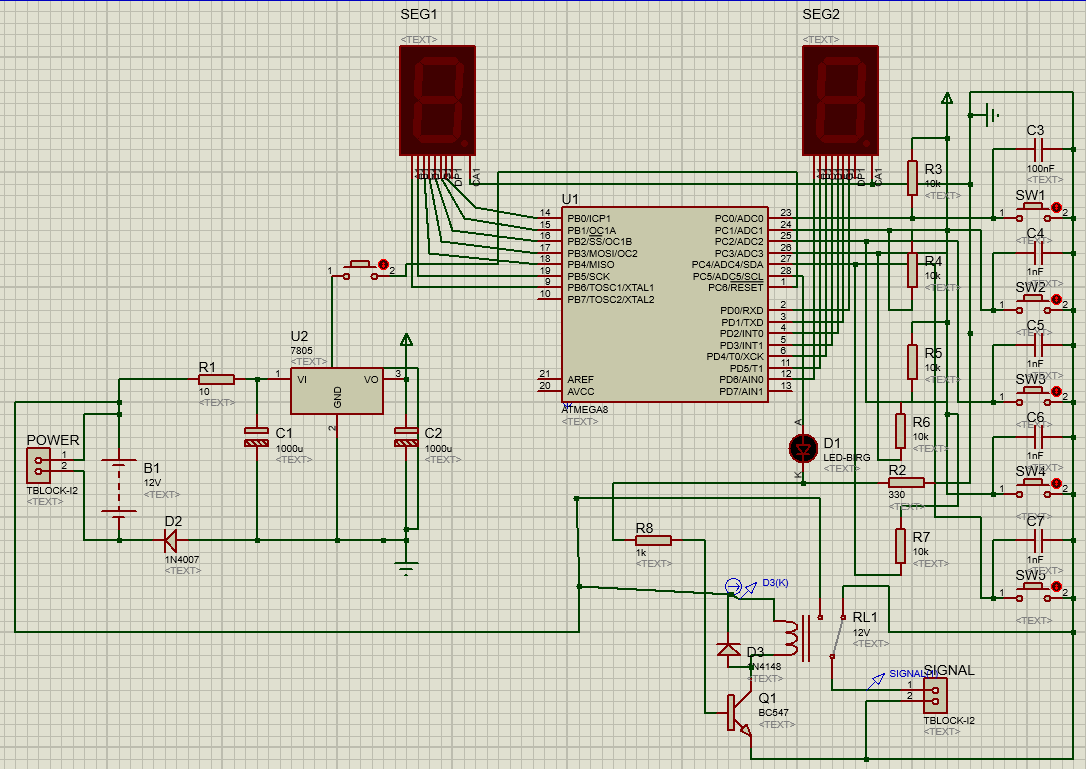 SEG1
<TEXT>
SEG2
<TEXT>
DP1
CA1
DP1
CA1
U1
14 PB0/ICP1
15 PB1/OC1A
16 PB2/SS/OC1B
17 PB3/MOSI/OC2
18 PB4/MISO
19 PB5/SCK
9 PB6/TOSC1/XTAL1
10 PB7/TOSC2/XTAL2
21 AREF
20 AVCC
PC0/ADC0 23
PC1/ADC1 24
PC2/ADC2 25
PC3/ADC3 26
PC4/ADC4/SDA 27
PC5/ADC5/SCL 28
PC6/RESET 1
PD0/RXD 2
PD1/TXD 3
PD2/INT0 4
PD3/INT1 5
PD4/T0/XCK 6
PD5/T1 11
PD6/AIN0 12
PD7/AIN1 13
ATMEGA8
<TEXT>
1 2
U2
7805
<TEXT>
1 VI
VO 3
GND
2
R1
10
<TEXT>
C1
1000u
<TEXT>
C2
1000u
<TEXT>
POWER
1
2
TBLOCK-I2
<TEXT>
B1
12V
<TEXT>
D2
1N4007
<TEXT>
R3
10k
<TEXT>
R4
10k
<TEXT>
R5
10k
<TEXT>
R6
10k
<TEXT>
R2
330
<TEXT>
R7
10k
<TEXT>
C3
100nF
<TEXT>
SW1
1 2
<TEXT>
C4
1nF
<TEXT>
SW2
1 2
<TEXT>
C5
1nF
<TEXT>
SW3
1 2
<TEXT>
C6
1nF
<TEXT>
SW4
1 2
<TEXT>
C7
1nF
<TEXT>
SW5
1 2
<TEXT>
A
D1
LED-BIRG
<TEXT>
K
R8
1k
<TEXT>
D3(K)
D3
1N4148
<TEXT>
RL1
12V
<TEXT>
Q1
BC547
<TEXT>
SIGNAL
1
2
TBLOCK-I2
<TEXT>